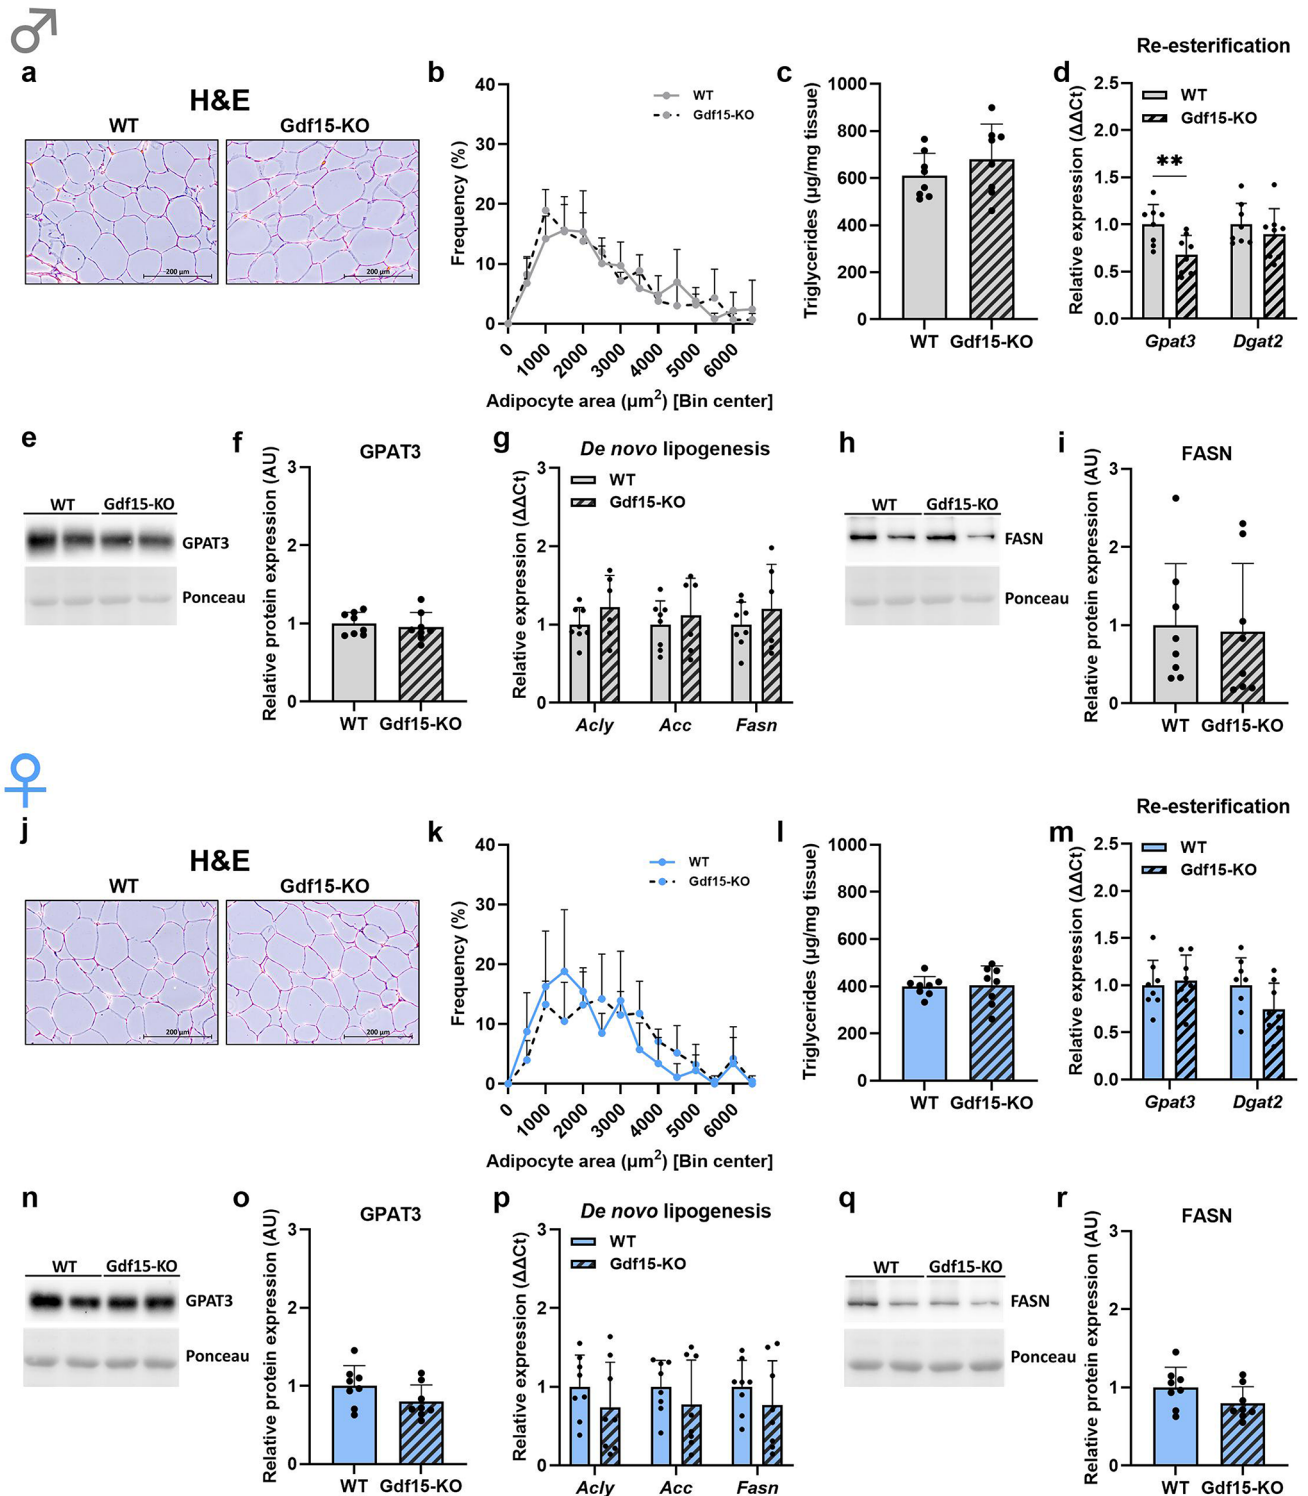 ♂
a
H&E
WT
Gdf15-KO
200 µm
200 µm
b
Frequency (%)
40
30
20
10
0
WT
Gdf15-KO
0
1000
2000
3000
4000
5000
6000
Adipocyte area (µm²) [Bin center]
c
Triglycerides (µg/mg tissue)
1000
800
600
400
200
0
WT
Gdf15-KO
d
Re-esterification
Relative expression (ΔΔCt)
2.5
2.0
1.5
1.0
0.5
0.0
WT
Gdf15-KO
**
Gpat3
Dgat2
e
WT
Gdf15-KO
GPAT3
Ponceau
f
GPAT3
Relative protein expression (AU)
3
2
1
0
WT
Gdf15-KO
g
De novo lipogenesis
Relative expression (ΔΔCt)
3
2
1
0
WT
Gdf15-KO
Acly
Acc
Fasn
h
WT
Gdf15-KO
FASN
Ponceau
i
FASN
Relative protein expression (AU)
3
2
1
0
WT
Gdf15-KO
♀
j
H&E
WT
Gdf15-KO
200 µm
200 µm
k
Frequency (%)
40
30
20
10
0
WT
Gdf15-KO
0
1000
2000
3000
4000
5000
6000
Adipocyte area (µm²) [Bin center]
l
Triglycerides (µg/mg tissue)
1000
800
600
400
200
0
WT
Gdf15-KO
m
Re-esterification
Relative expression (ΔΔCt)
2.5
2.0
1.5
1.0
0.5
0.0
WT
Gdf15-KO
Gpat3
Dgat2
n
WT
Gdf15-KO
GPAT3
Ponceau
o
GPAT3
Relative protein expression (AU)
3
2
1
0
WT
Gdf15-KO
p
De novo lipogenesis
Relative expression (ΔΔCt)
3
2
1
0
WT
Gdf15-KO
Acly
Acc
Fasn
q
WT
Gdf15-KO
FASN
Ponceau
r
FASN
Relative protein expression (AU)
3
2
1
0
WT
Gdf15-KO